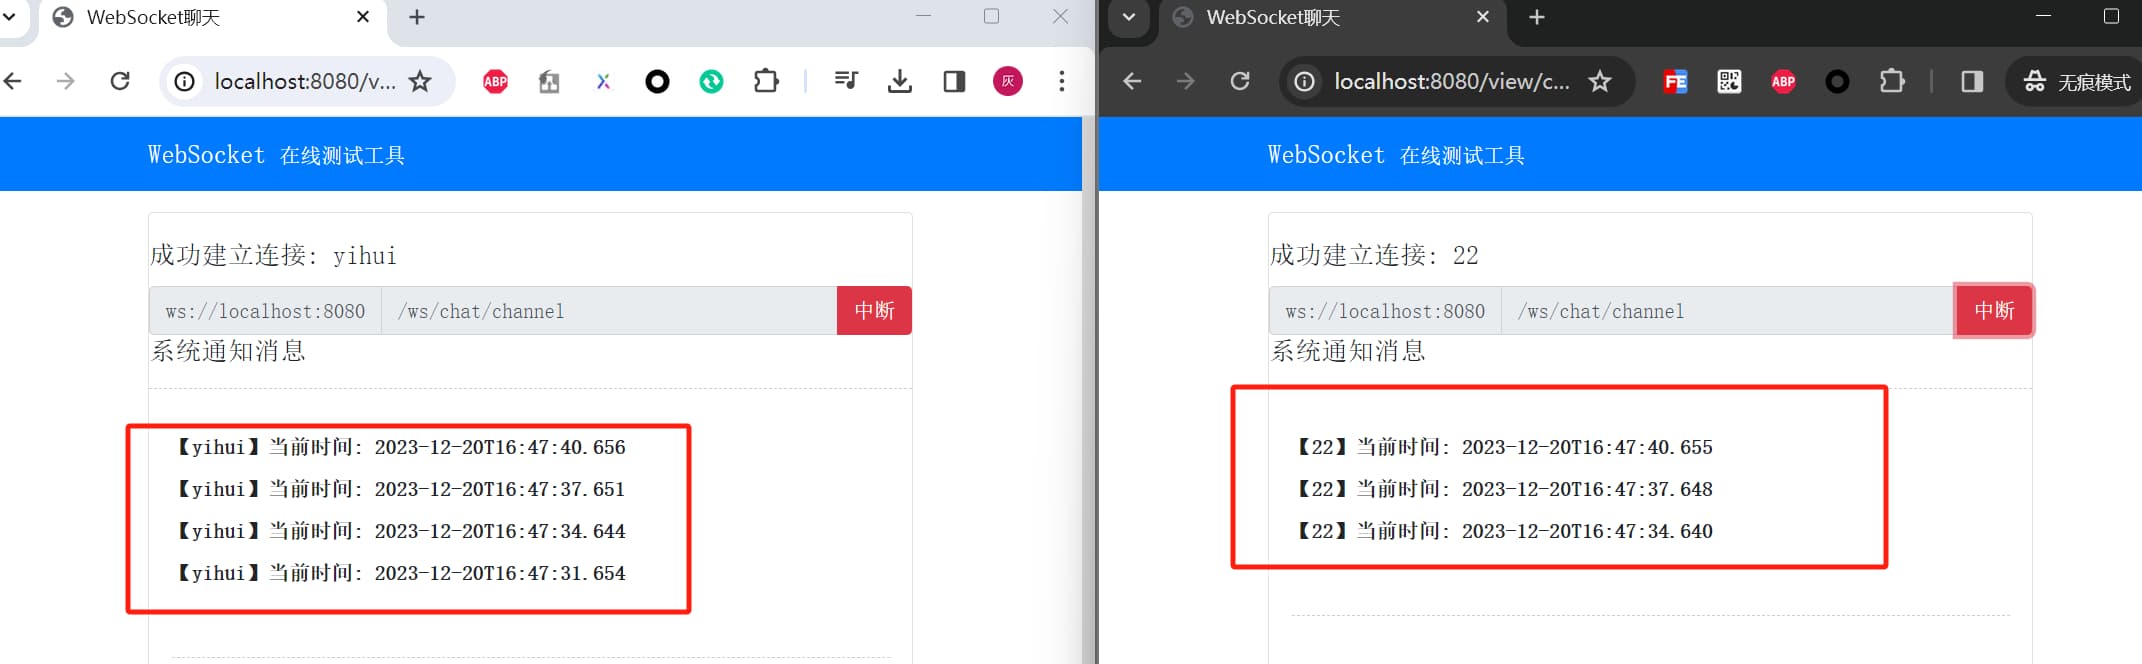 WebSocket聊天
localhost:8080/v...
ABP
灰
WebSocket 在线测试工具
成功建立连接: yihui
ws://localhost:8080 /ws/chat/channel 中断
系统通知消息
【yihui】当前时间: 2023-12-20T16:47:40.656
【yihui】当前时间: 2023-12-20T16:47:37.651
【yihui】当前时间: 2023-12-20T16:47:34.644
【yihui】当前时间: 2023-12-20T16:47:31.654
WebSocket聊天
localhost:8080/view/c...
FE
ABP
无痕模式
WebSocket 在线测试工具
成功建立连接: 22
ws://localhost:8080 /ws/chat/channel 中断
系统通知消息
【22】当前时间: 2023-12-20T16:47:40.655
【22】当前时间: 2023-12-20T16:47:37.648
【22】当前时间: 2023-12-20T16:47:34.640